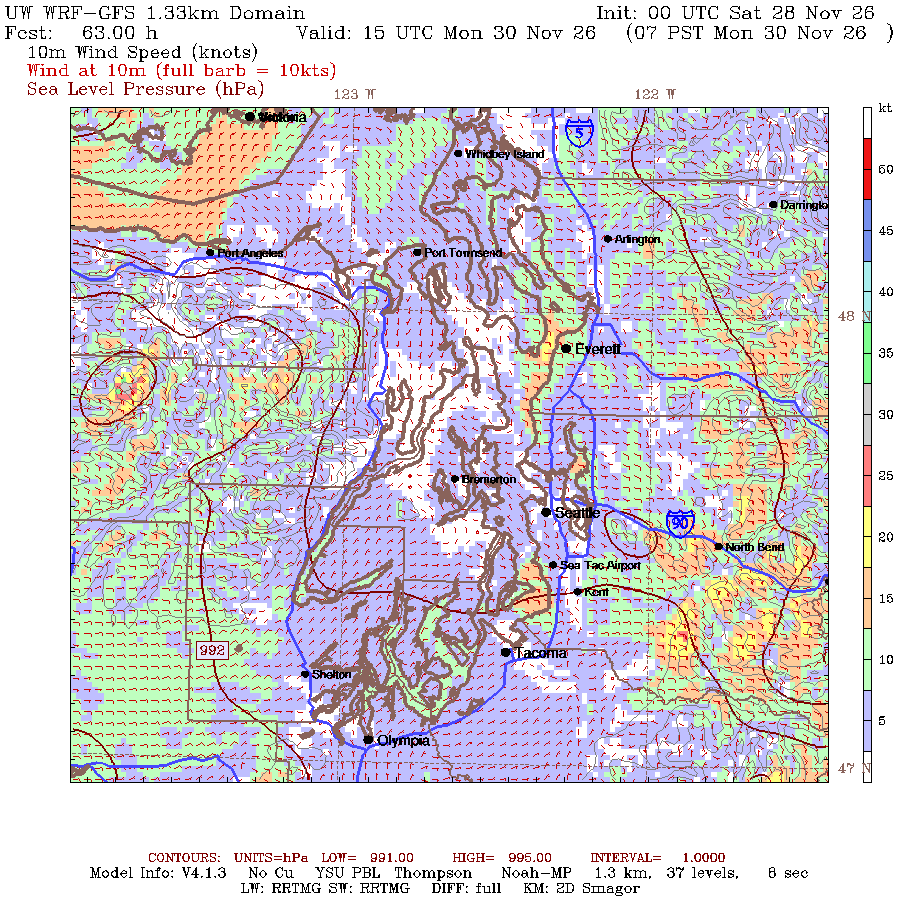 UW WRF-GFS 1.33km Domain Init: 00 UTC Sat 28 Nov 26
Fcst: 63.00 h Valid: 15 UTC Mon 30 Nov 26 (07 PST Mon 30 Nov 26 )
10m Wind Speed (knots)
Wind at 10m (full barb = 10kts)
Sea Level Pressure (hPa)
123 W 122 W
kt
Victoria
5
Whidbey Island
60
Darrington
45
Arlington
Port Angeles
Port Townsend
40
48 N
Everett
35
30
Bremerton
25
Seattle
90
20
North Bend
Sea Tac Airport
Kent
15
992
Tacoma
10
Shelton
5
Olympia
47 N
CONTOURS: UNITS=hPa LOW= 991.00 HIGH= 995.00 INTERVAL= 1.0000
Model Info: V4.1.3 No Cu YSU PBL Thompson Noah-MP 1.3 km, 37 levels, 8 sec
LW: RRTMG SW: RRTMG DIFF: full KM: 2D Smagor